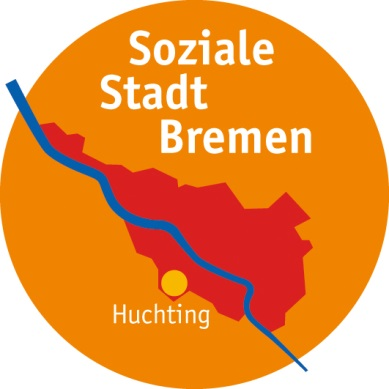 Soziale
Stadt
Bremen
Huchting